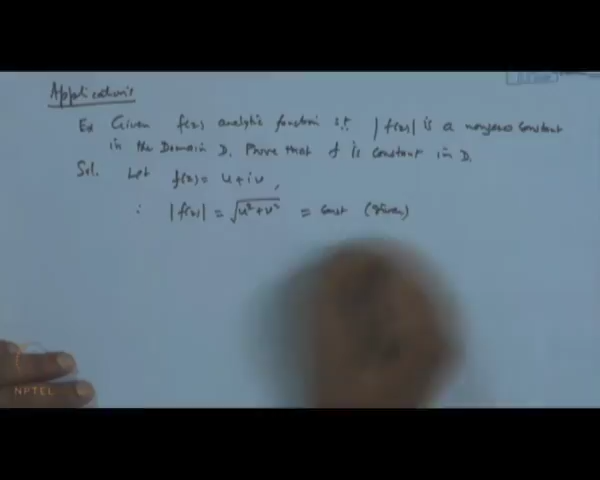 Applications
Ex Given f(z) analytic function s.t. |f(z)| is a nonzero constant
in the Domain D. Prove that f is constant in D.
Sol. Let f(z) = u+iv,
∴ |f(z)| = √u²+v² = const (given)
NPTEL